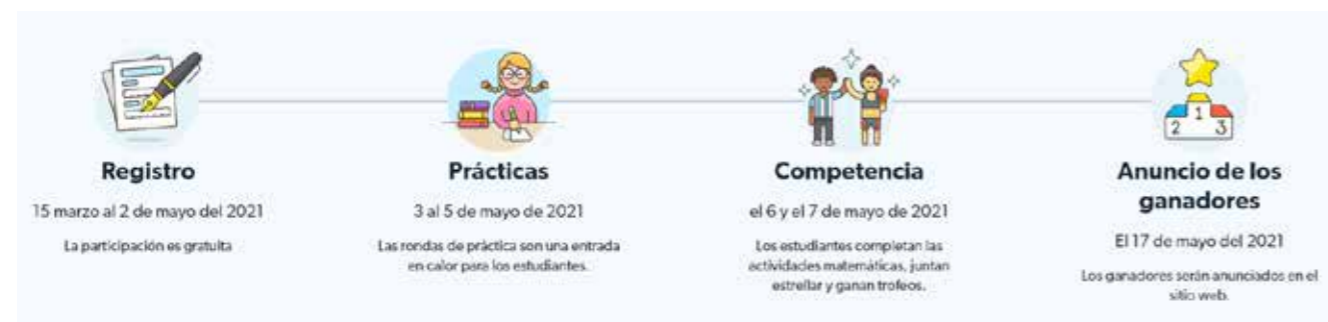 Registro
15 marzo al 2 de mayo del 2021
La participación es gratuita
Prácticas
3 al 5 de mayo de 2021
Las rondas de práctica son una entrada
en calor para los estudiantes.
Competencia
el 6 y el 7 de mayo de 2021
Los estudiantes completan las
actividades matemáticas, juntan
estrellar y ganan trofeos.
2 1 3
Anuncio de los
ganadores
El 17 de mayo del 2021
Los ganadores serán anunciados en el
sitio web.